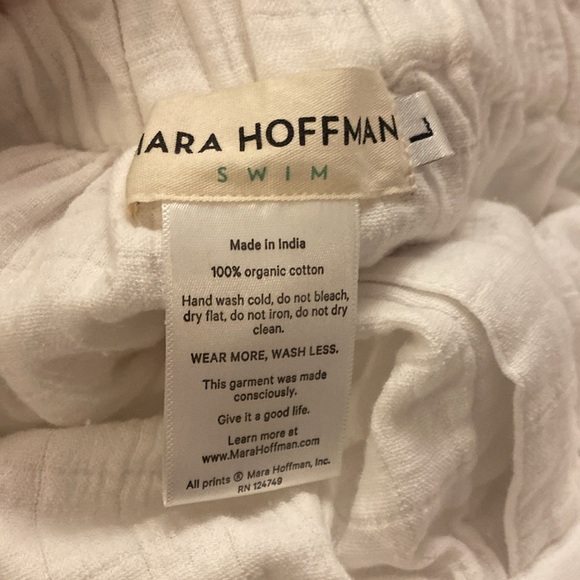 MARA HOFFMAN
SWIM
L
Made in India
100% organic cotton
Hand wash cold, do not bleach,
dry flat, do not iron, do not dry
clean.
WEAR MORE, WASH LESS.
This garment was made
consciously.
Give it a good life.
Learn more at
www.MaraHoffman.com
All prints ® Mara Hoffman, Inc.
RN 124749